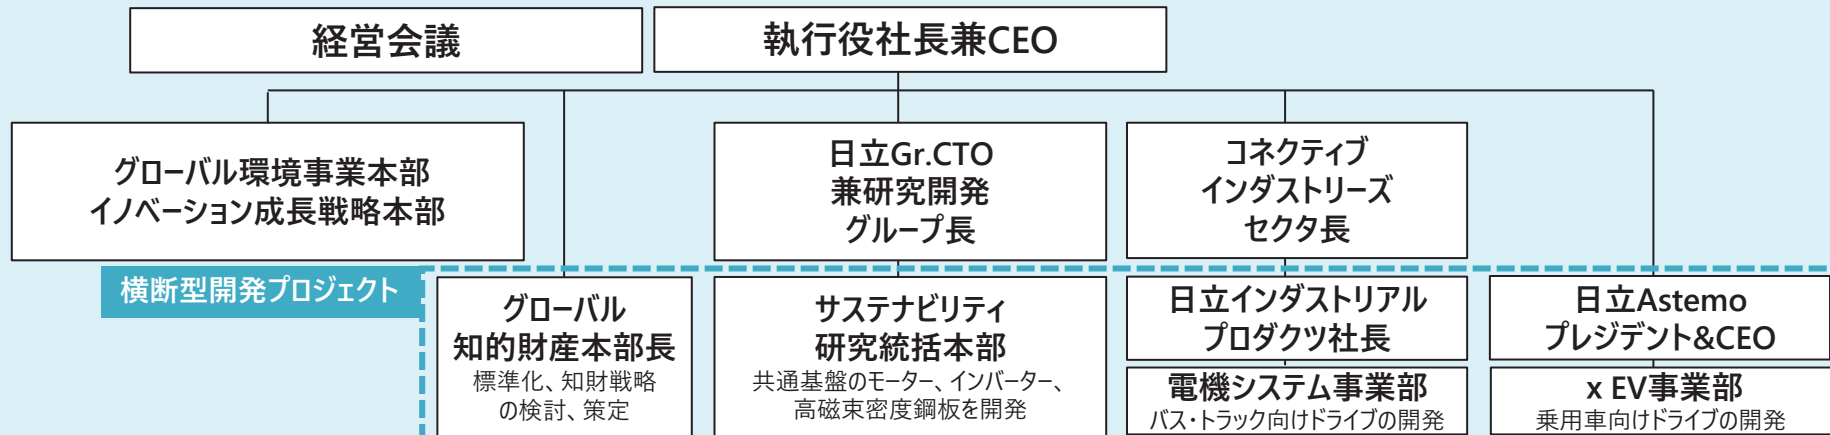 経営会議
執行役社長兼CEO
グローバル環境事業本部
イノベーション成長戦略本部
日立Gr.CTO
兼研究開発
グループ長
コネクティブ
インダストリーズ
セクタ長
横断型開発プロジェクト
グローバル
知的財産本部長
標準化、知財戦略
の検討、策定
サステナビリティ
研究統括本部
共通基盤のモーター、インバーター、
高磁束密度鋼板を開発
日立インダストリアル
プロダクツ社長
電機システム事業部
バス・トラック向けドライブの開発
日立Astemo
プレジデント&CEO
x EV事業部
乗用車向けドライブの開発